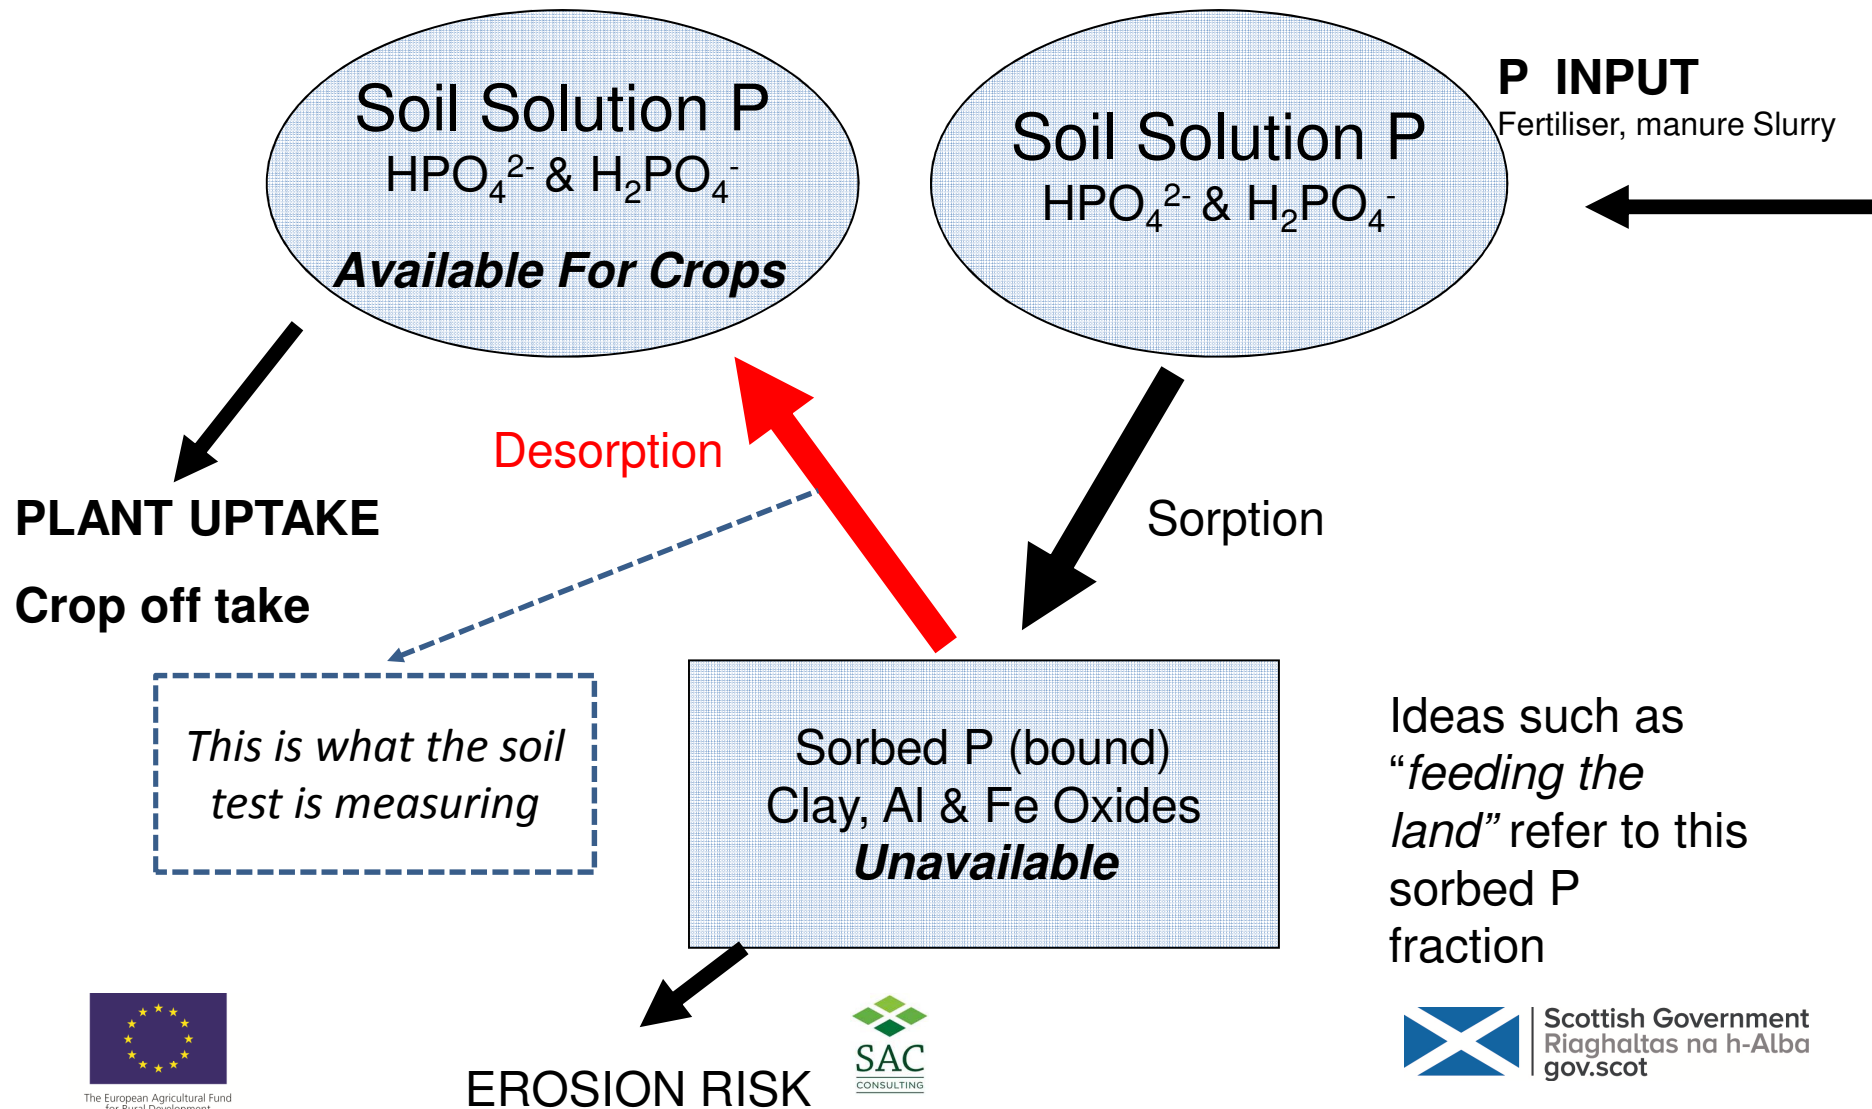 Soil Solution P
HPO₄²⁻ & H₂PO₄⁻
Available For Crops
Soil Solution P
HPO₄²⁻ & H₂PO₄⁻
P INPUT
Fertiliser, manure Slurry
Desorption
Sorption
PLANT UPTAKE
Crop off take
This is what the soil
test is measuring
Sorbed P (bound)
Clay, Al & Fe Oxides
Unavailable
Ideas such as
“feeding the
land” refer to this
sorbed P
fraction
EROSION RISK
The European Agricultural Fund
for Rural Development
SAC
CONSULTING
Scottish Government
Riaghaltas na h-Alba
gov.scot